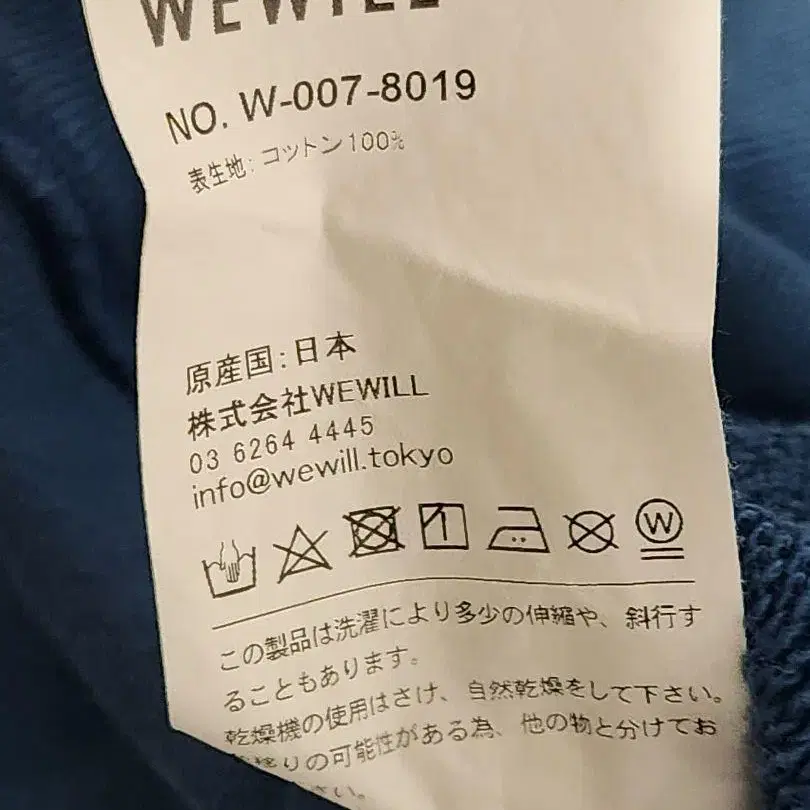 WEWILL
NO. W-007-8019
表生地: コットン100%
原産国:日本
株式会社WEWILL
03 6264 4445
info@wewill.tokyo
W
この製品は洗濯により多少の伸縮や、斜行す
ることもあります。
乾燥機の使用はさけ、自然乾燥をして下さい。
移りの可能性がある為、他の物と分けてお
さい。